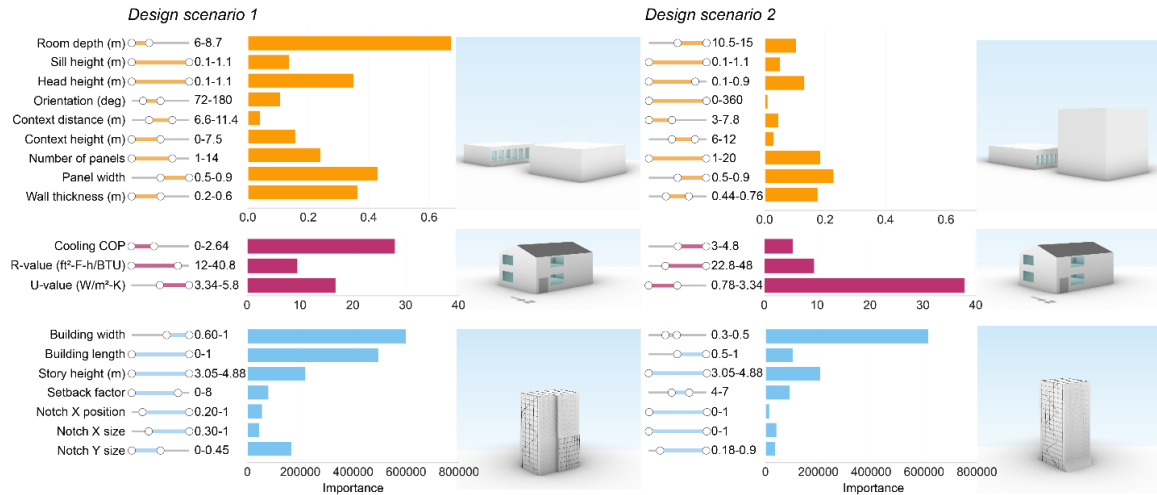 Design scenario 1 Design scenario 2
Room depth (m) 6-8.7 10.5-15
Sill height (m) 0.1-1.1 0.1-1.1
Head height (m) 0.1-1.1 0.1-0.9
Orientation (deg) 72-180 0-360
Context distance (m) 6.6-11.4 3-7.8
Context height (m) 0-7.5 6-12
Number of panels 1-14 1-20
Panel width 0.5-0.9 0.5-0.9
Wall thickness (m) 0.2-0.6 0.44-0.76
0.0 0.2 0.4 0.6 0.0 0.2 0.4 0.6
Cooling COP 0-2.64 3-4.8
R-value (ft²-F-h/BTU) 12-40.8 22.8-48
U-value (W/m²-K) 3.34-5.8 0.78-3.34
0 10 20 30 40 0 10 20 30 40
Building width 0.60-1 0.3-0.5
Building length 0-1 0.5-1
Story height (m) 3.05-4.88 3.05-4.88
Setback factor 0-8 4-7
Notch X position 0.20-1 0-1
Notch X size 0.30-1 0-1
Notch Y size 0-0.45 0.18-0.9
0 200000 400000 600000 800000 0 200000 400000 600000 800000
Importance Importance